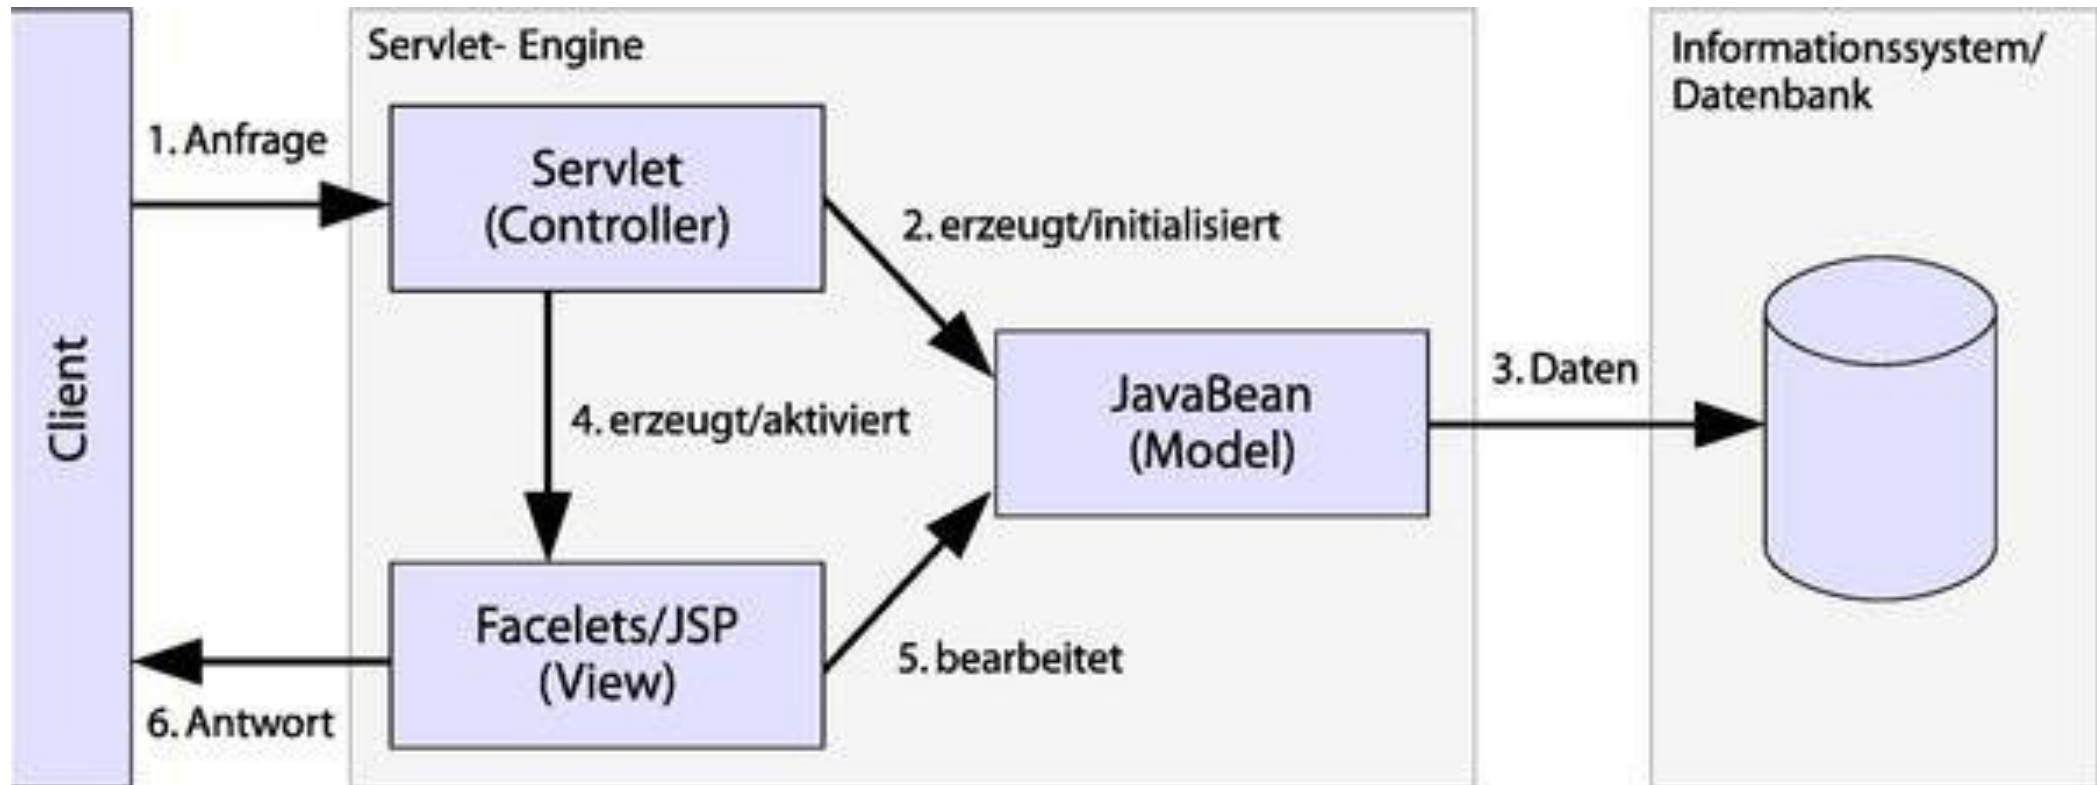 Servlet- Engine
Informationssystem/
Datenbank
1. Anfrage
Servlet
(Controller)
2. erzeugt/initialisiert
Client
JavaBean
(Model)
3. Daten
4. erzeugt/aktiviert
Facelets/JSP
(View)
5. bearbeitet
6. Antwort